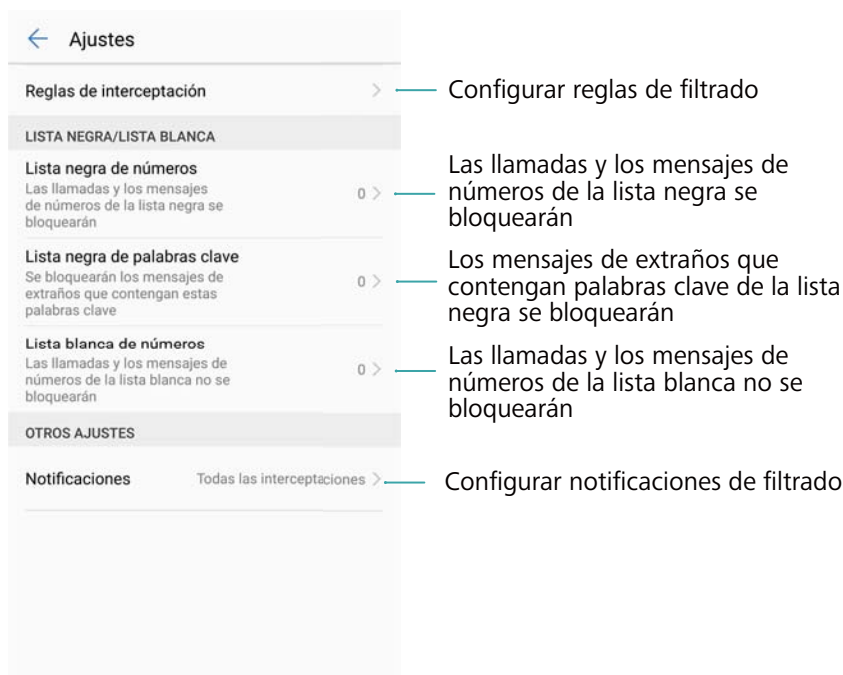 Ajustes
Reglas de interceptación
Configurar reglas de filtrado
LISTA NEGRA/LISTA BLANCA
Lista negra de números
Las llamadas y los mensajes
de números de la lista negra se
bloquearán
0
Las llamadas y los mensajes de
números de la lista negra se
bloquearán
Lista negra de palabras clave
Se bloquearán los mensajes de
extraños que contengan estas
palabras clave
0
Los mensajes de extraños que
contengan palabras clave de la lista
negra se bloquearán
Lista blanca de números
Las llamadas y los mensajes de
números de la lista blanca no se
bloquearán
0
Las llamadas y los mensajes de
números de la lista blanca no se
bloquearán
OTROS AJUSTES
Notificaciones Todas las interceptaciones
Configurar notificaciones de filtrado